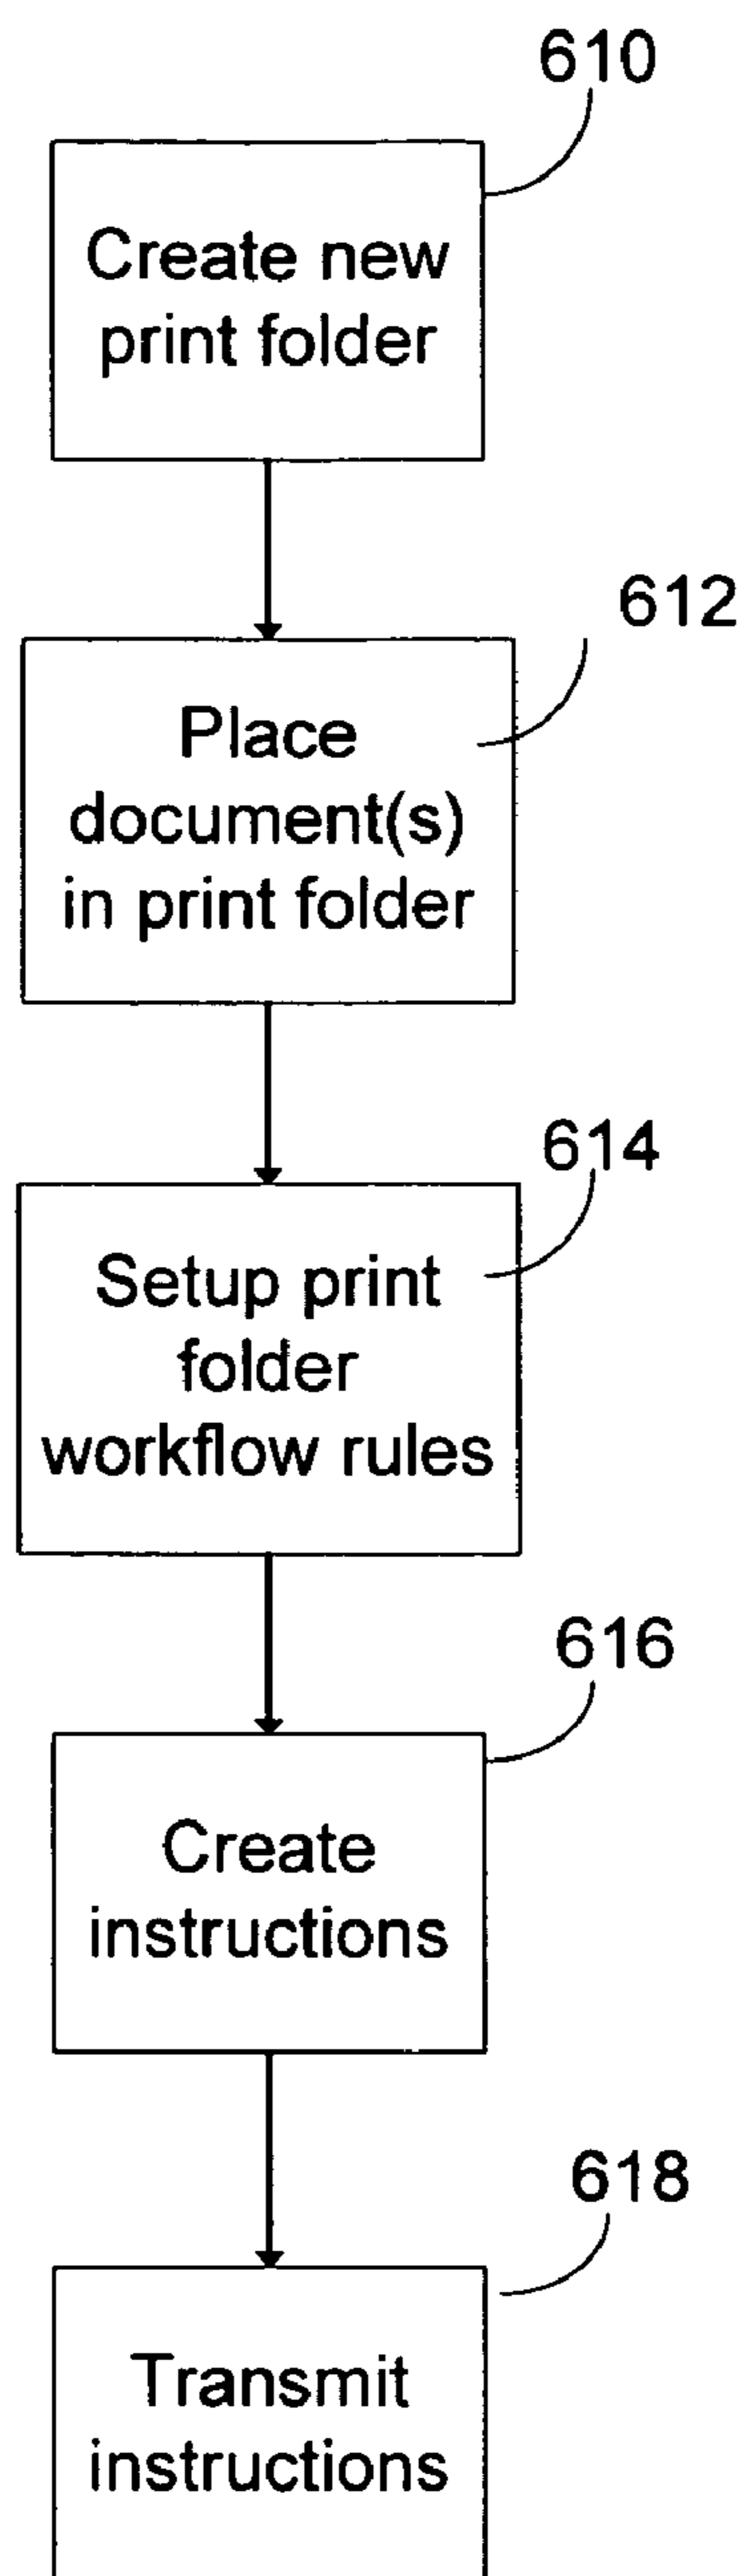 610
Create new
print folder
612
Place
document(s)
in print folder
614
Setup print
folder
workflow rules
616
Create
instructions
618
Transmit
instructions